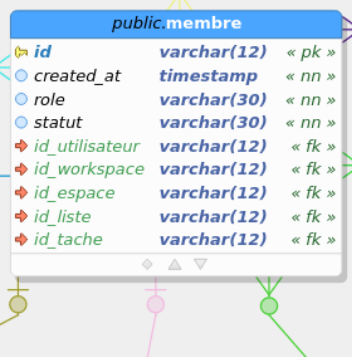 public.membre
id varchar(12) « pk »
created_at timestamp « nn »
role varchar(30) « nn »
statut varchar(30) « nn »
id_utilisateur varchar(12) « fk »
id_workspace varchar(12) « fk »
id_espace varchar(12) « fk »
id_liste varchar(12) « fk »
id_tache varchar(12) « fk »